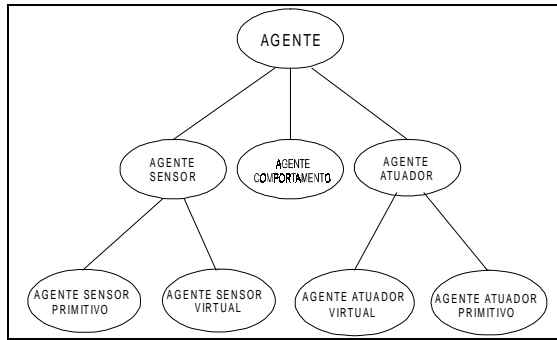 AGENTE
AGENTE
SENSOR
AGENTE
COMPORTAMENTO
AGENTE
ATUADOR
AGENTE SENSOR
PRIMITIVO
AGENTE SENSOR
VIRTUAL
AGENTE ATUADOR
VIRTUAL
AGENTE ATUADOR
PRIMITIVO